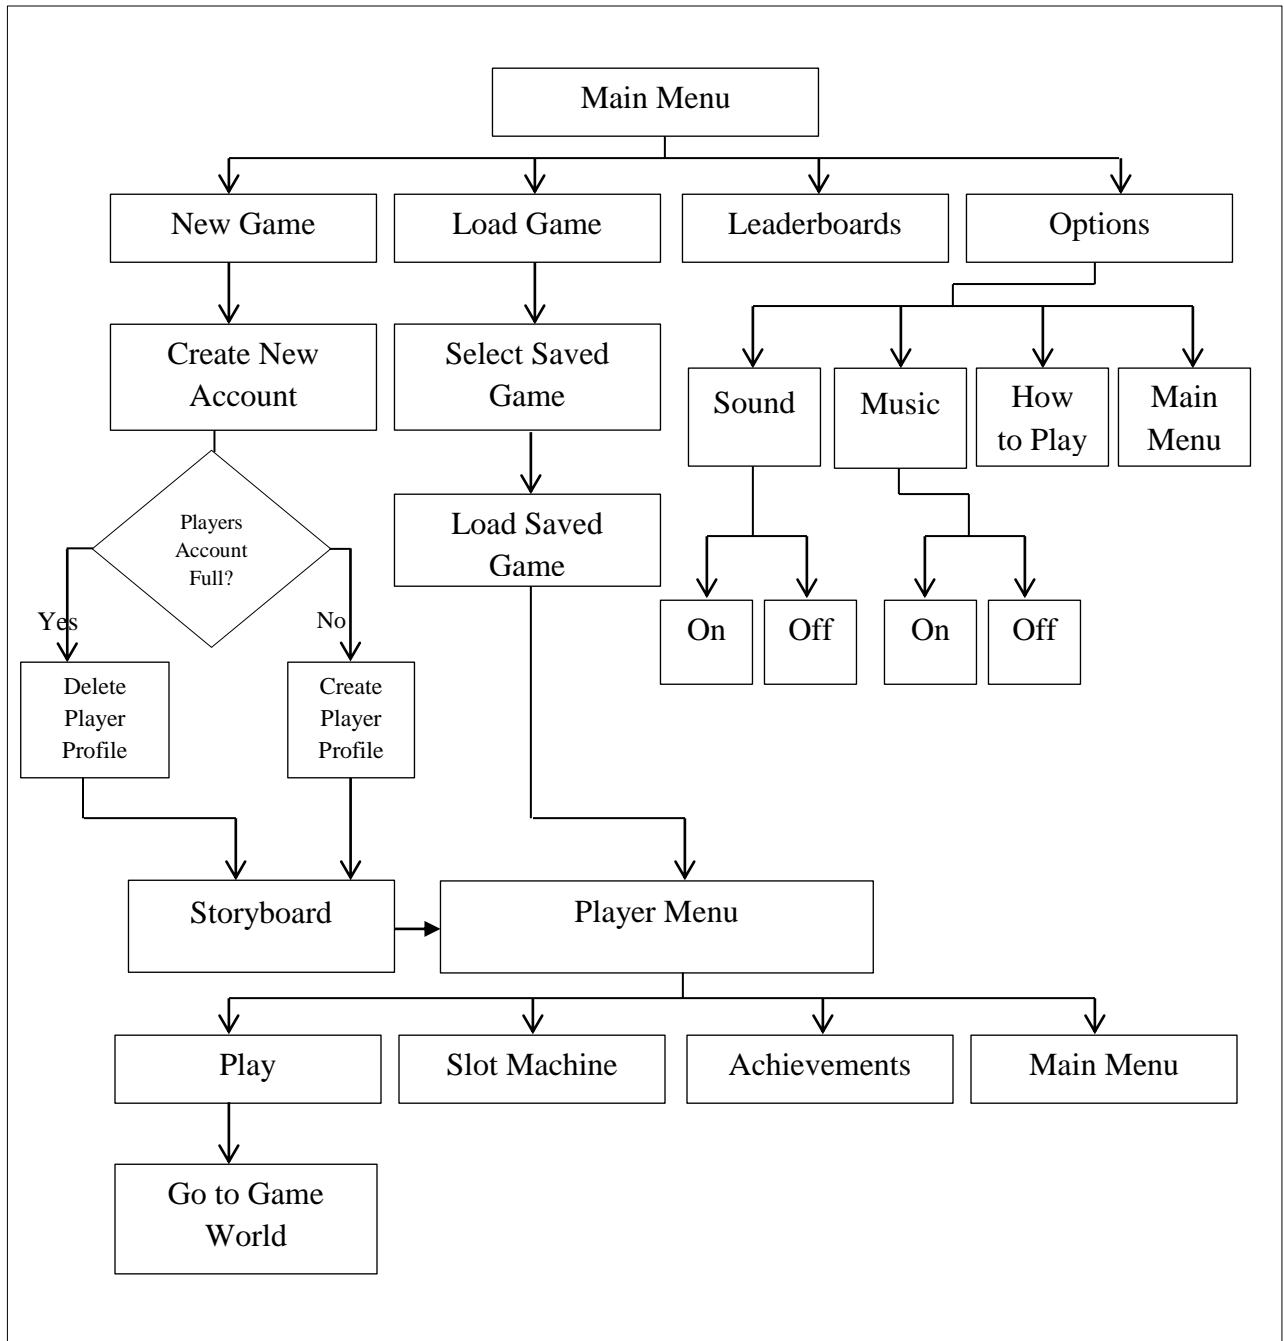 Main Menu
New Game
Load Game
Leaderboards
Options
Create New
Account
Select Saved
Game
Sound
Music
How
to Play
Main
Menu
Players
Account
Full?
Load Saved
Game
Yes
No
On
Off
On
Off
Delete
Player
Profile
Create
Player
Profile
Storyboard
Player Menu
Play
Slot Machine
Achievements
Main Menu
Go to Game
World